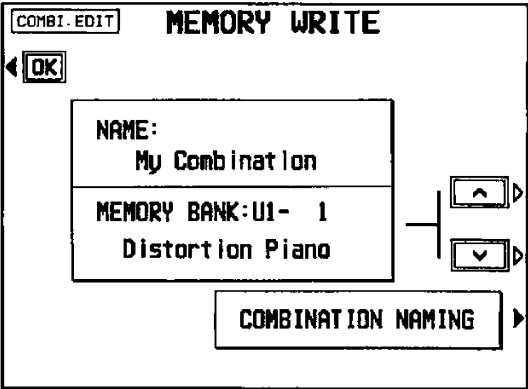 COMBI.EDIT MEMORY WRITE
OK
NAME:
My Combination
MEMORY BANK:U1- 1
Distortion Piano
COMBINATION NAMING